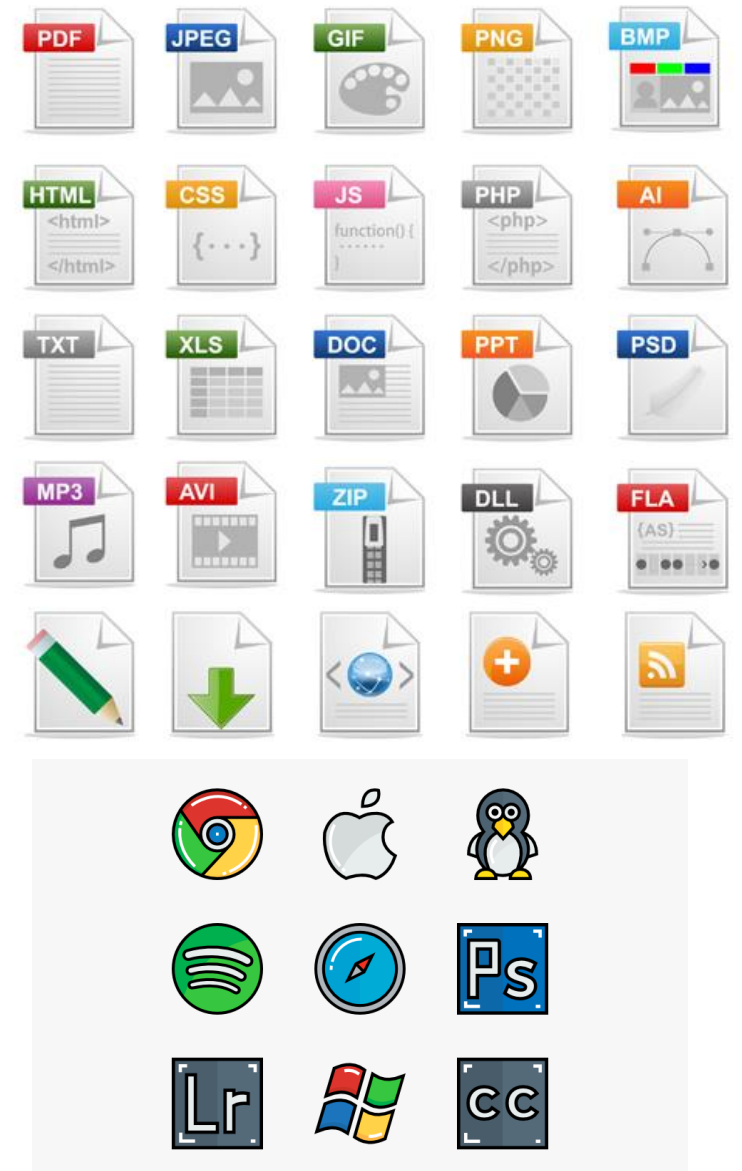 PDF
JPEG
GIF
PNG
BMP
HTML
<html>
</html>
CSS
{···}
JS
function() {
······
}
PHP
<php>
</php>
AI
TXT
XLS
DOC
PPT
PSD
MP3
AVI
ZIP
DLL
FLA
{AS}
< >
Ps
Lr
cc